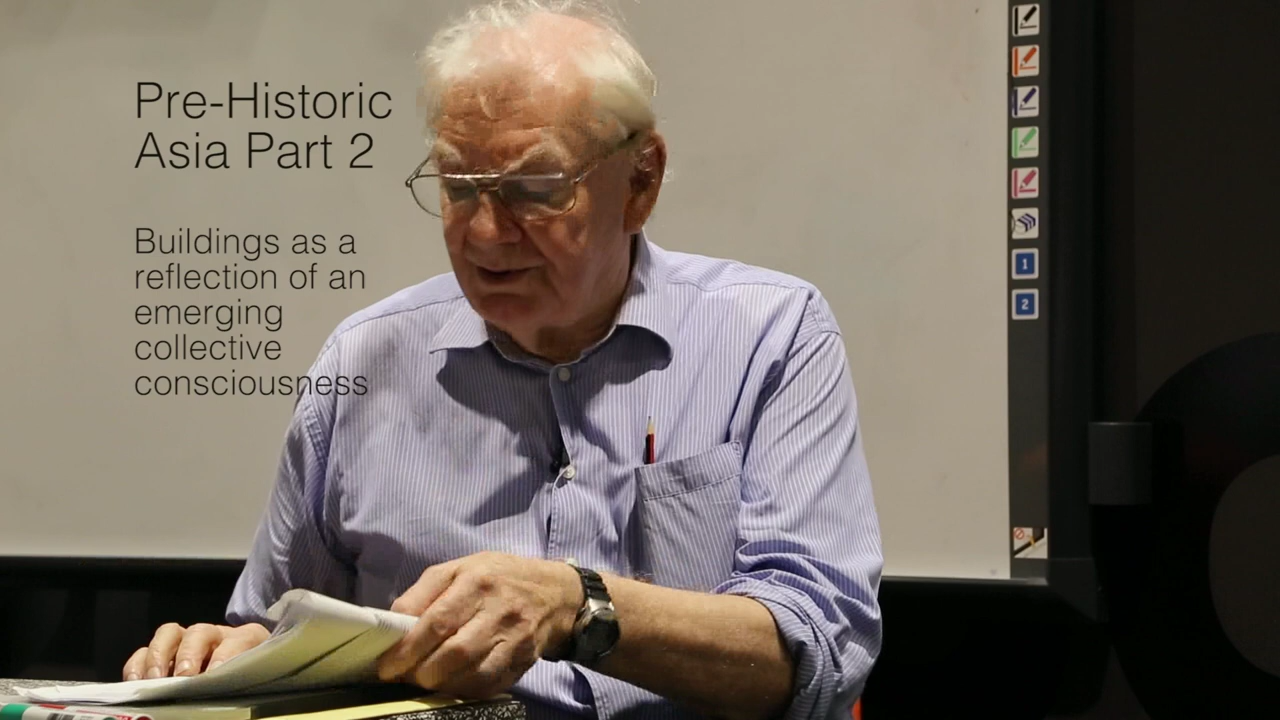 Pre-Historic
Asia Part 2
Buildings as a
reflection of an
emerging
collective
consciousness
1
2